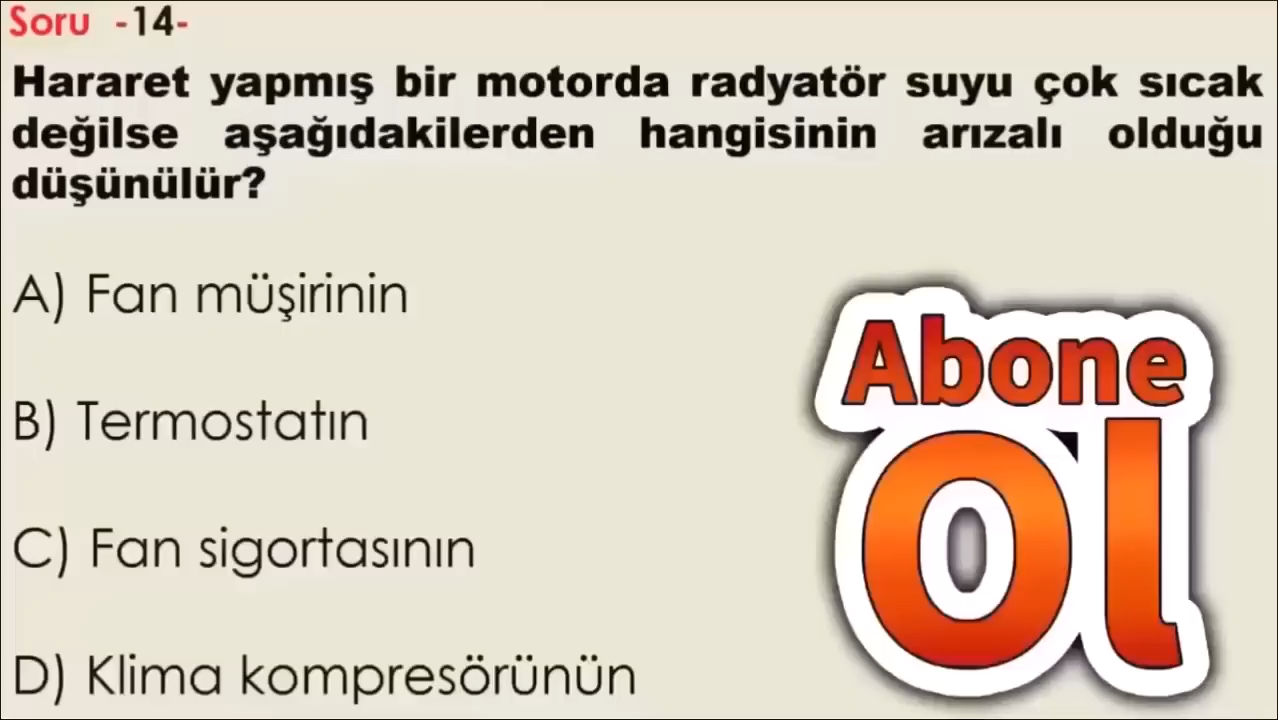 Soru -14-
Hararet yapmış bir motorda radyatör suyu çok sıcak
değilse aşağıdakilerden hangisinin arızalı olduğu
düşünülür?
A) Fan müşirinin
B) Termostatın
C) Fan sigortasının
D) Klima kompresörünün
Abone
Ol